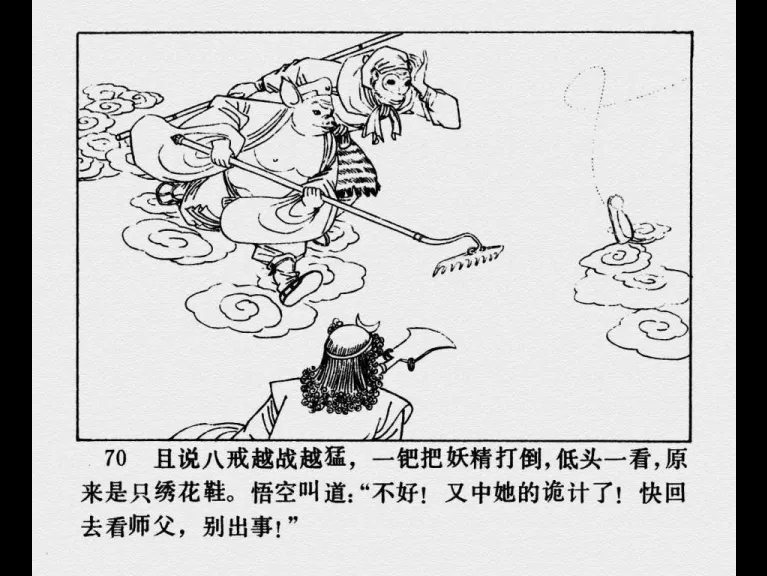 70 且说八戒越战越猛，一钯把妖精打倒，低头一看，原
来是只绣花鞋。悟空叫道：“不好！又中她的诡计了！快回
去看师父，别出事！”